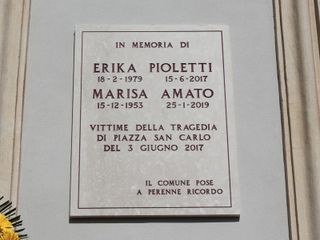 IN MEMORIA DI
ERIKA PIOLETTI
18-2-1979 15-6-2017
MARISA AMATO
15-12-1953 25-1-2019
VITTIME DELLA TRAGEDIA
DI PIAZZA SAN CARLO
DEL 3 GIUGNO 2017
IL COMUNE POSE
A PERENNE RICORDO